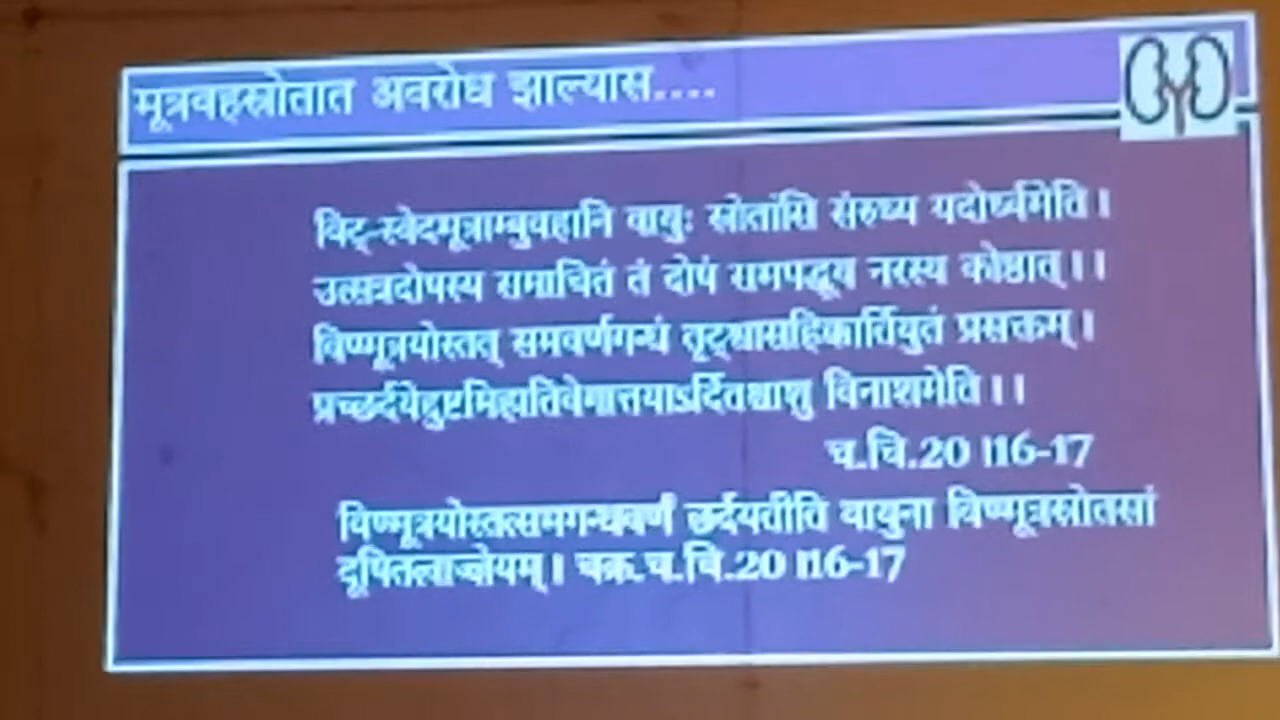 मूत्रवहस्रोतात अवरोध झाल्यास....
विट्-स्वेदमूत्राम्बुवहानि वायुः स्रोतांसि संरुध्य यदोर्ध्वमेति ।
उत्सन्नदोषस्य समाचितं तं दोषं समपद्धूय नरस्य कोष्ठात् ।।
विण्मूत्रयोस्तत् समवर्णगन्धं तृट्श्वासहिक्कार्तियुतं प्रसक्तम् ।
प्रच्छर्दयेद्दुष्टमिहातिवेगात्तयाऽर्दितश्चाशु विनाशमेति ।।
च.चि.20 ।16-17
विण्मूत्रयोस्तत्समगन्धवर्णं छर्दयतीति वायुना विण्मूत्रस्रोतसां
दूषितत्वाज्ज्ञेयम् । चक्र.च.चि.20 ।16-17